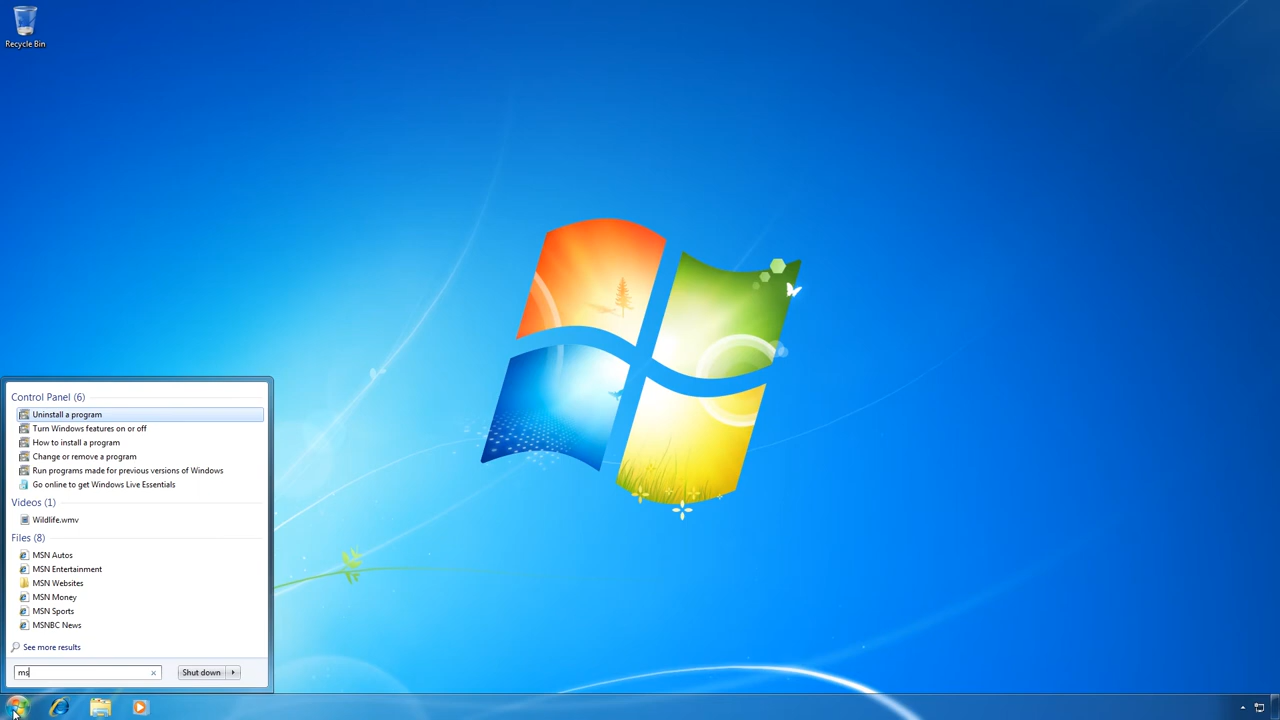 Recycle Bin
Control Panel (6)
Uninstall a program
Turn Windows features on or off
How to install a program
Change or remove a program
Run programs made for previous versions of Windows
Go online to get Windows Live Essentials
Videos (1)
Wildlife.wmv
Files (8)
MSN Autos
MSN Entertainment
MSN Websites
MSN Money
MSN Sports
MSNBC News
See more results
ms
Shut down